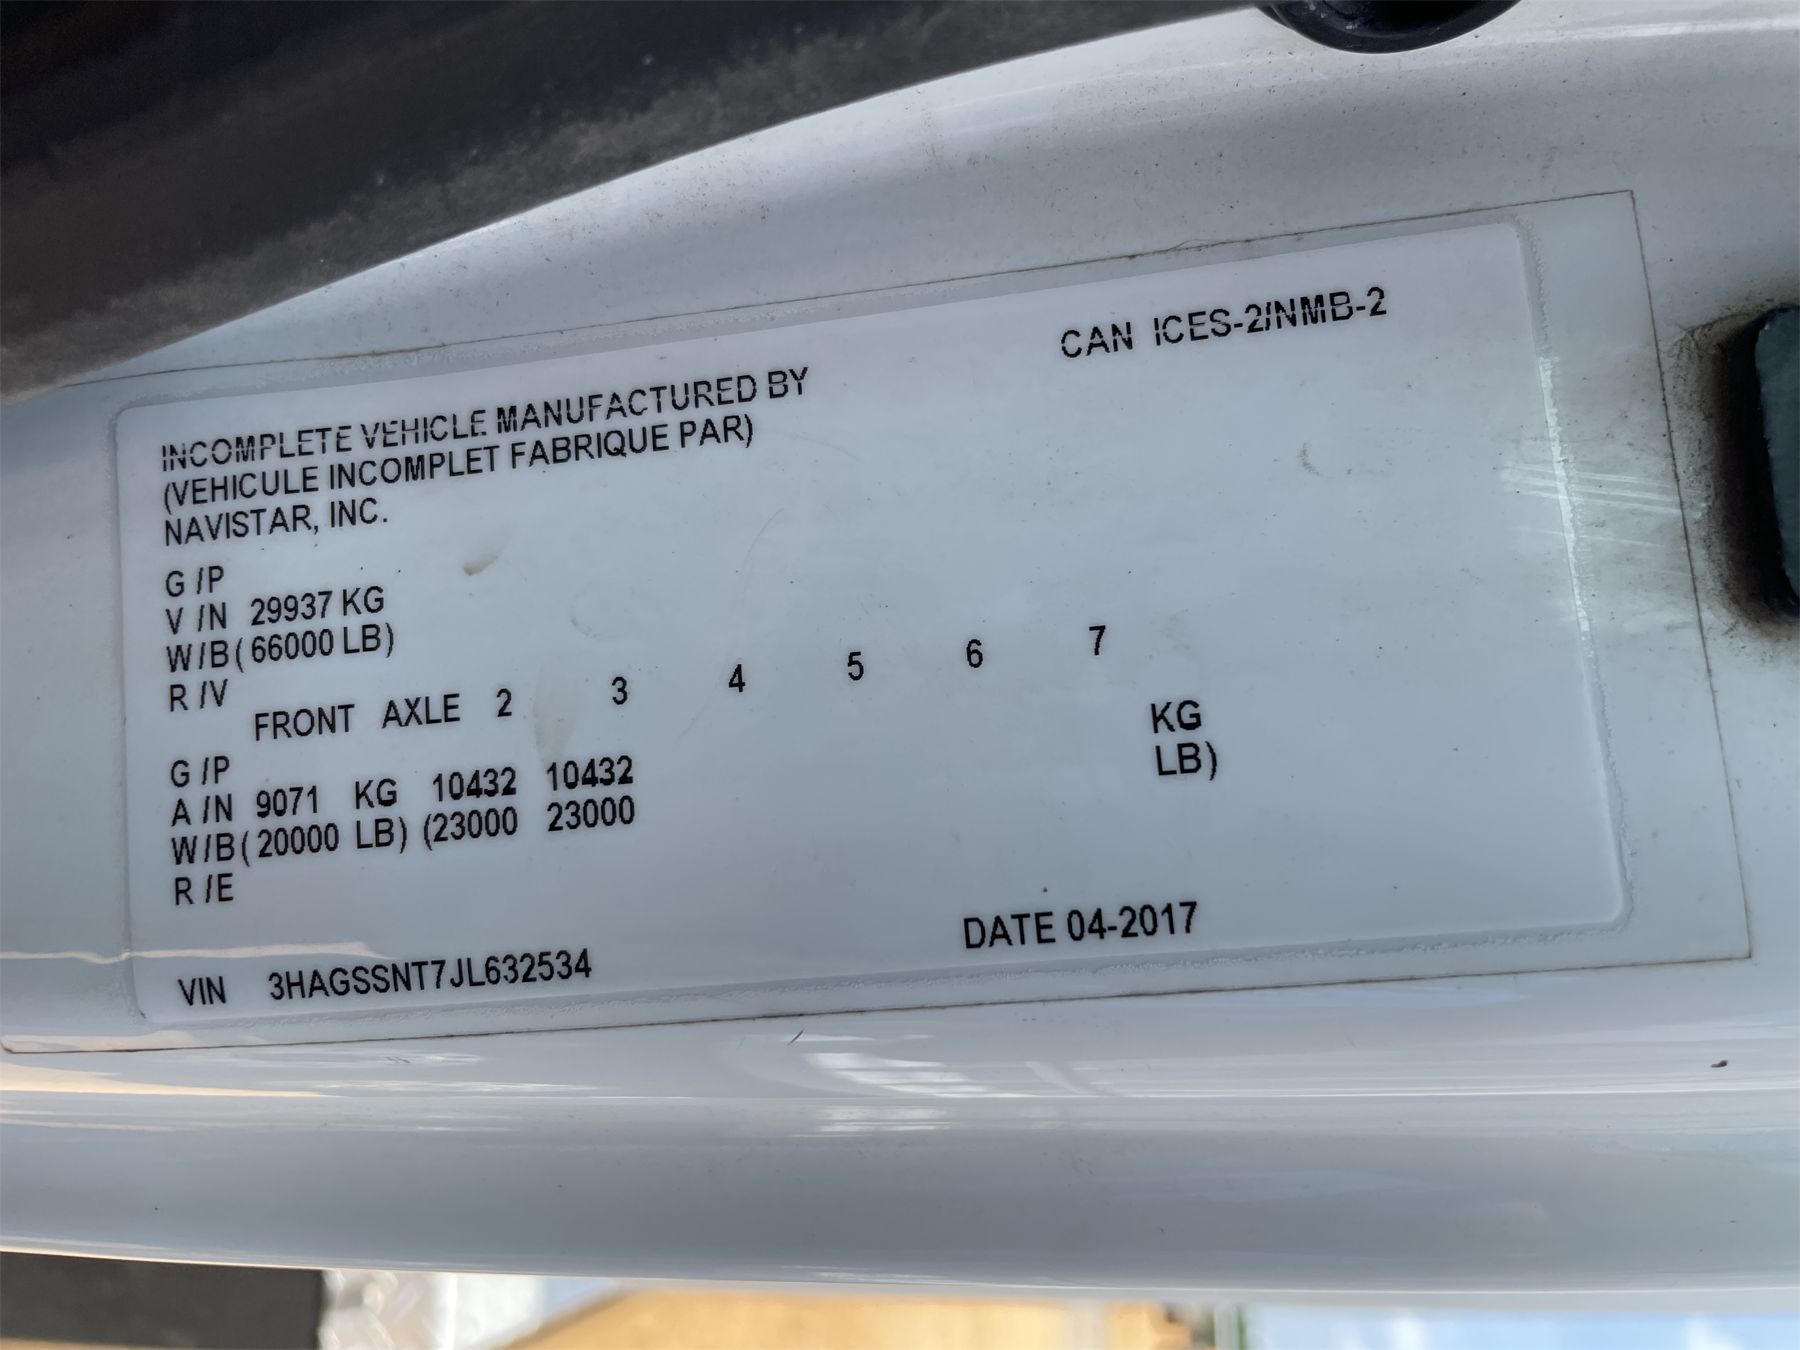 CAN ICES-2/NMB-2
INCOMPLETE VEHICLE MANUFACTURED BY
(VEHICULE INCOMPLET FABRIQUE PAR)
NAVISTAR, INC.
G /P
V /N 29937 KG
W/B (66000 LB)
R /V
FRONT AXLE 2 3 4 5 6 7
G /P KG
A /N 9071 KG 10432 10432 LB)
W/B (20000 LB) (23000 23000
R /E
DATE 04-2017
VIN 3HAGSSNT7JL632534